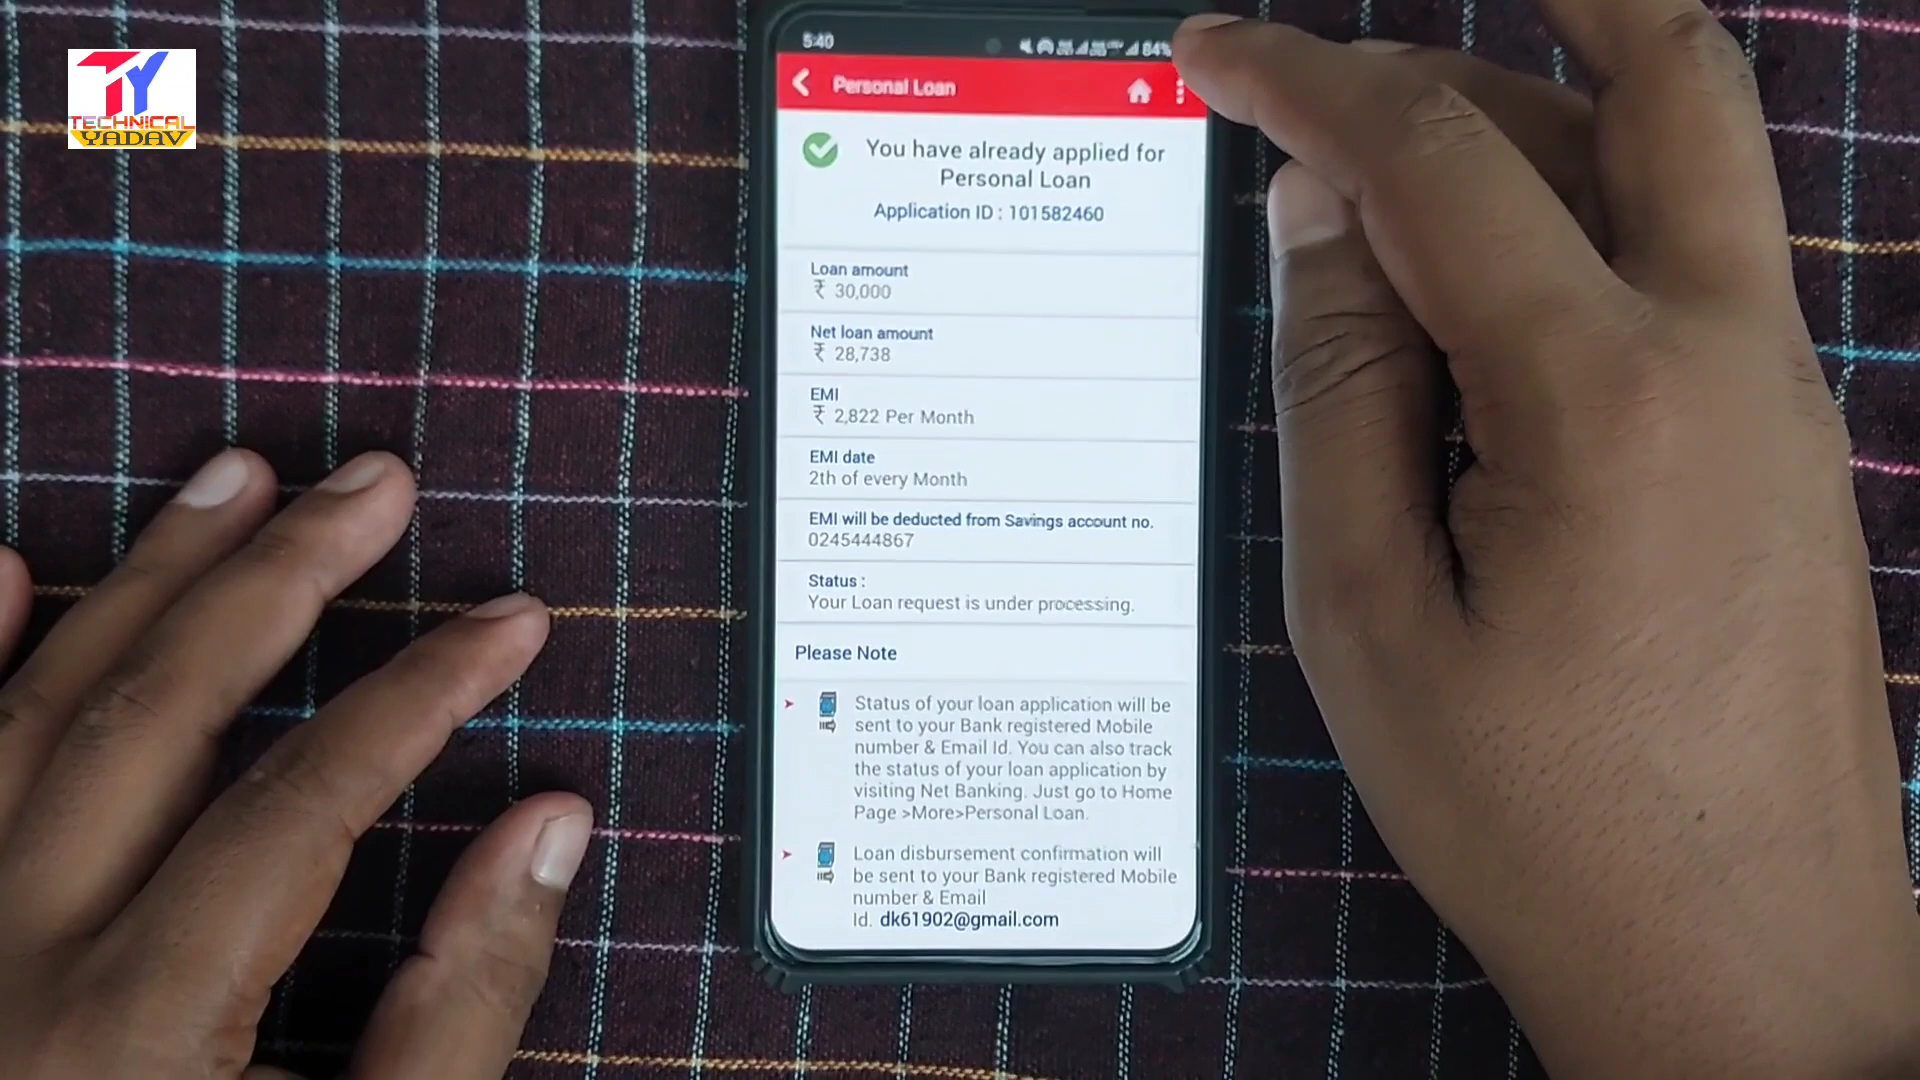 TY
TECHNICAL
YADAV
5:40
84%
Personal Loan
You have already applied for
Personal Loan
Application ID : 101582460
Loan amount
₹ 30,000
Net loan amount
₹ 28,738
EMI
₹ 2,822 Per Month
EMI date
2th of every Month
EMI will be deducted from Savings account no.
0245444867
Status :
Your Loan request is under processing.
Please Note
Status of your loan application will be
sent to your Bank registered Mobile
number & Email Id. You can also track
the status of your loan application by
visiting Net Banking. Just go to Home
Page >More>Personal Loan.
Loan disbursement confirmation will
be sent to your Bank registered Mobile
number & Email
Id. dk61902@gmail.com